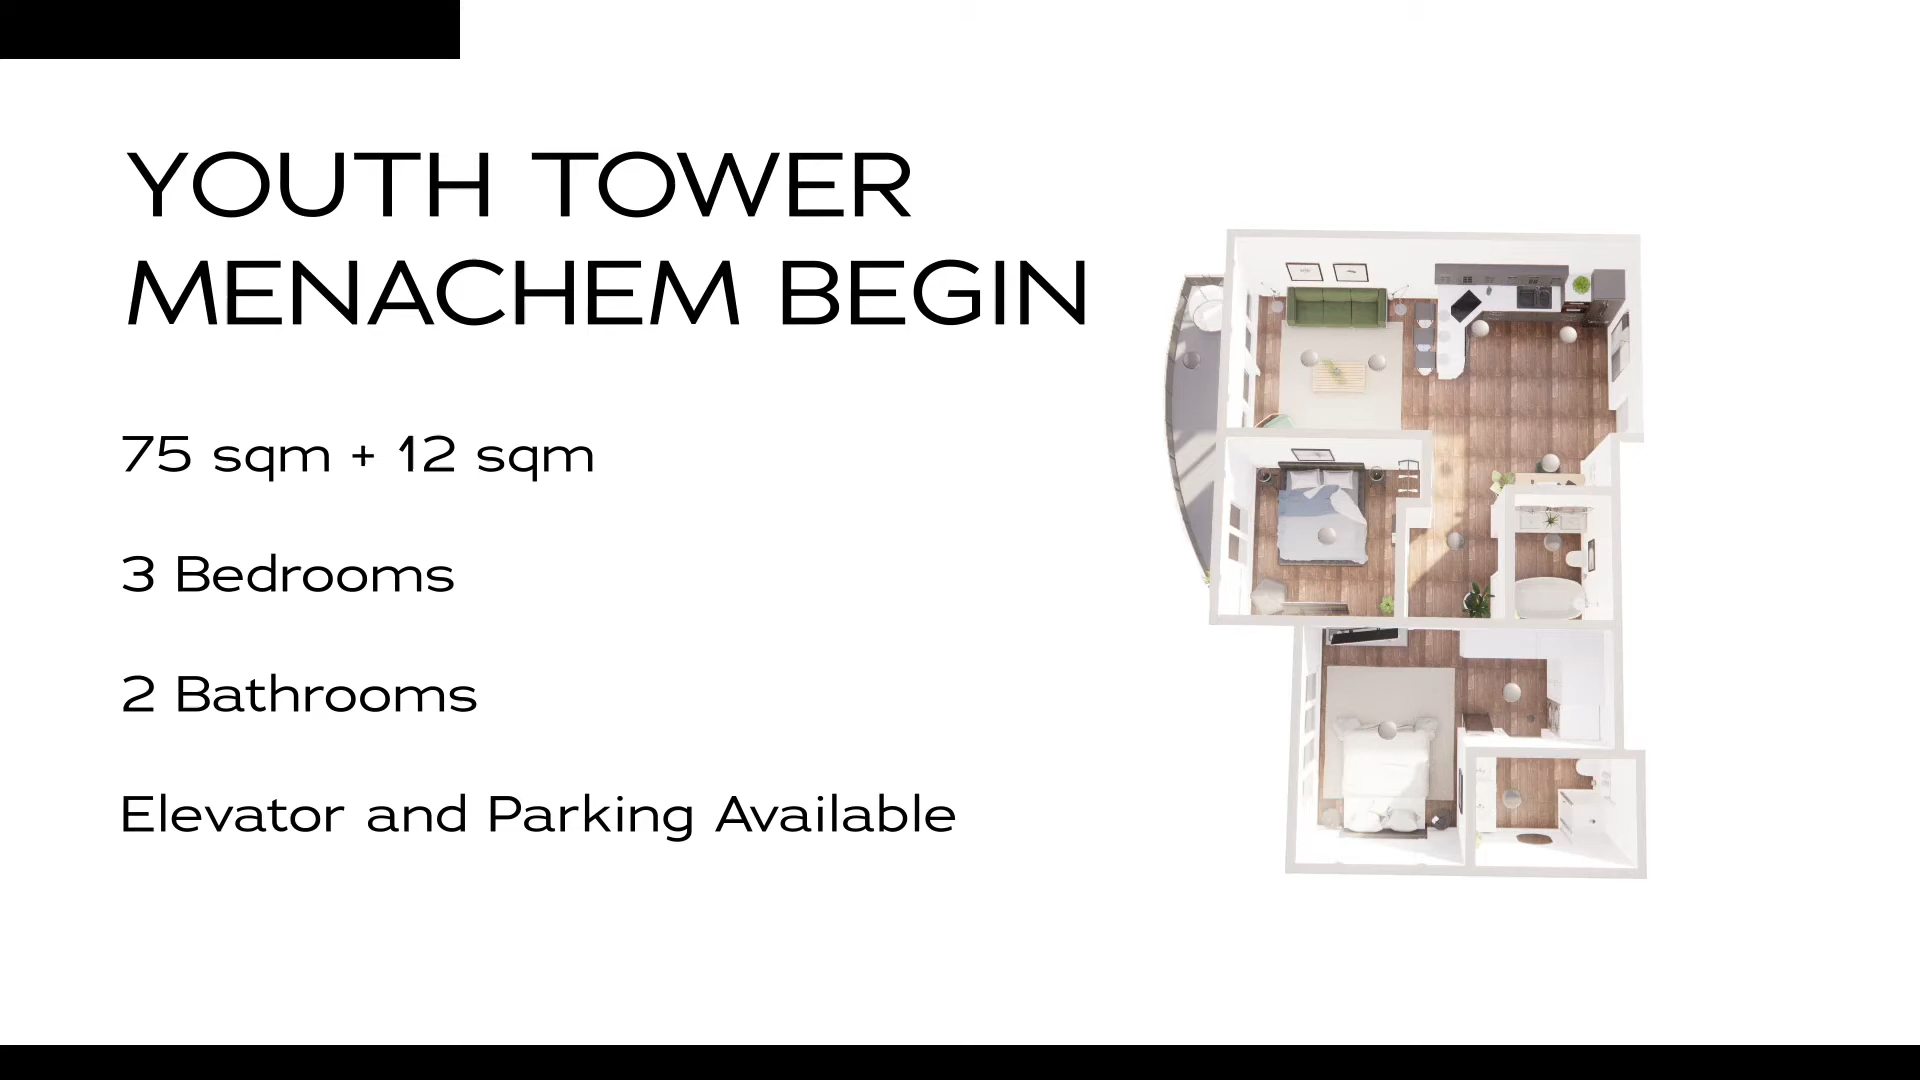 YOUTH TOWER
MENACHEM BEGIN
75 sqm + 12 sqm
3 Bedrooms
2 Bathrooms
Elevator and Parking Available